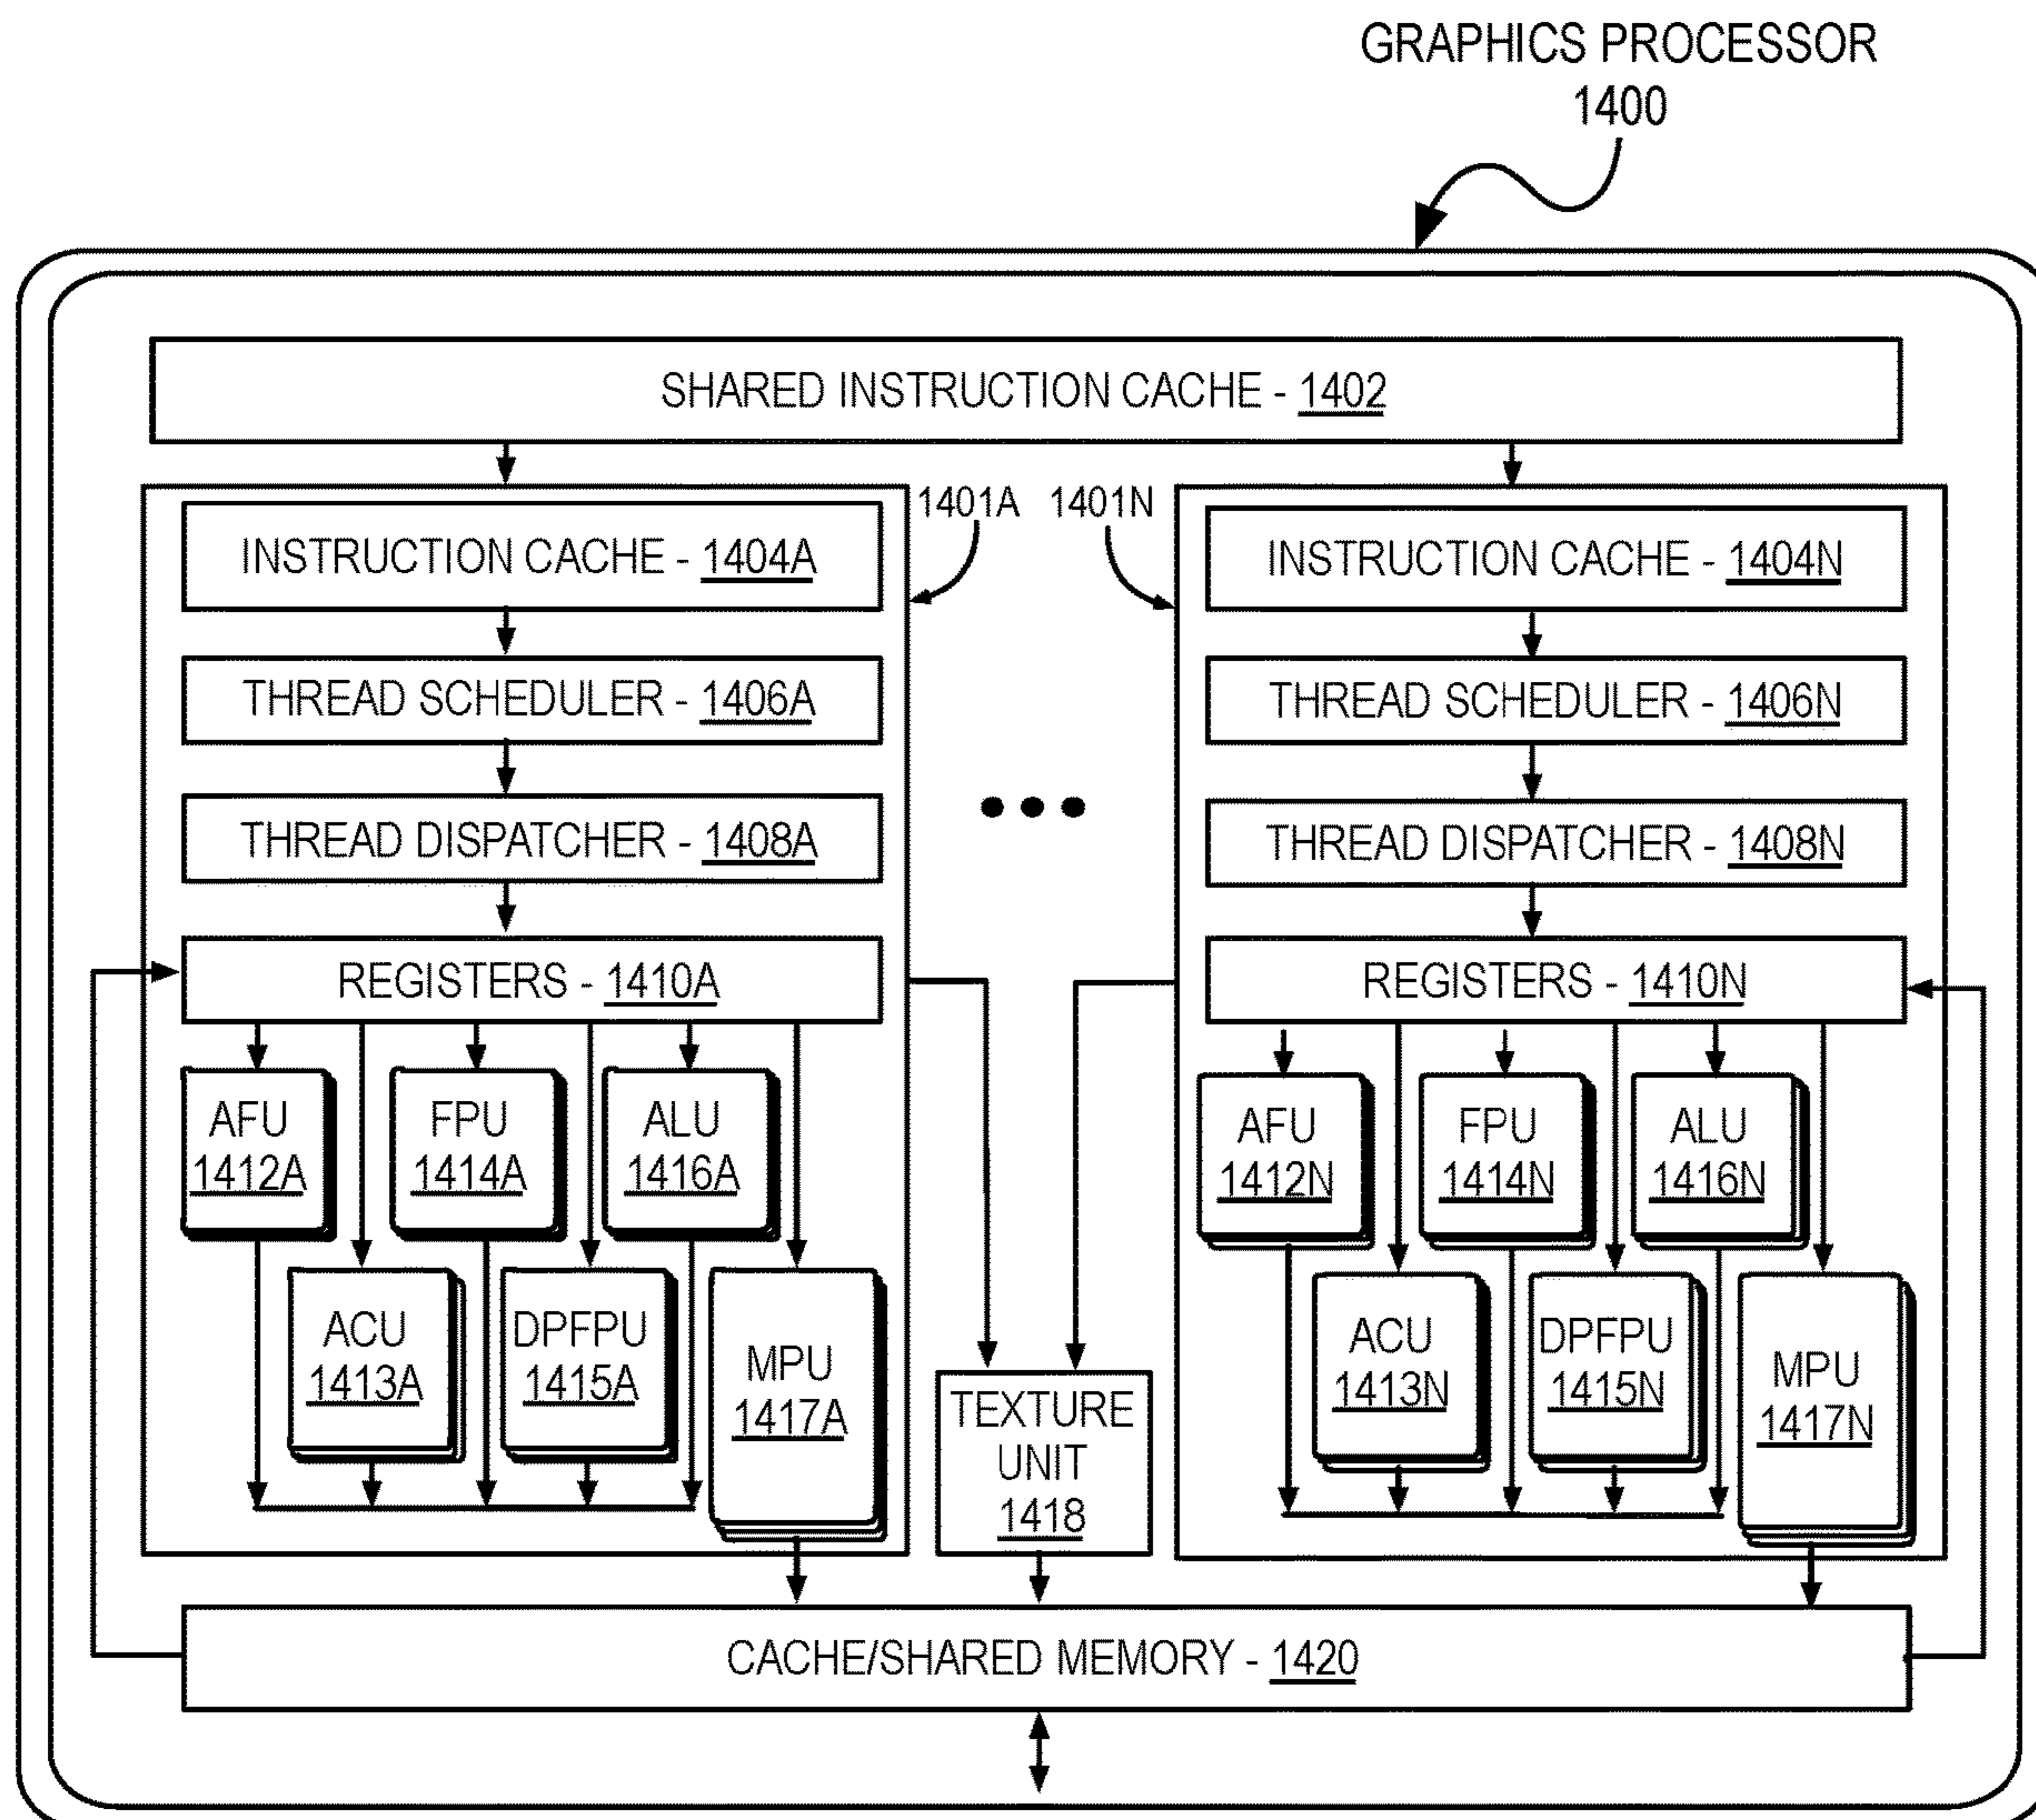 GRAPHICS PROCESSOR
1400
SHARED INSTRUCTION CACHE - 1402
1401A
1401N
INSTRUCTION CACHE - 1404A
THREAD SCHEDULER - 1406A
THREAD DISPATCHER - 1408A
REGISTERS - 1410A
AFU
1412A
FPU
1414A
ALU
1416A
ACU
1413A
DPFPU
1415A
MPU
1417A
INSTRUCTION CACHE - 1404N
THREAD SCHEDULER - 1406N
THREAD DISPATCHER - 1408N
REGISTERS - 1410N
AFU
1412N
FPU
1414N
ALU
1416N
ACU
1413N
DPFPU
1415N
MPU
1417N
TEXTURE
UNIT
1418
CACHE/SHARED MEMORY - 1420